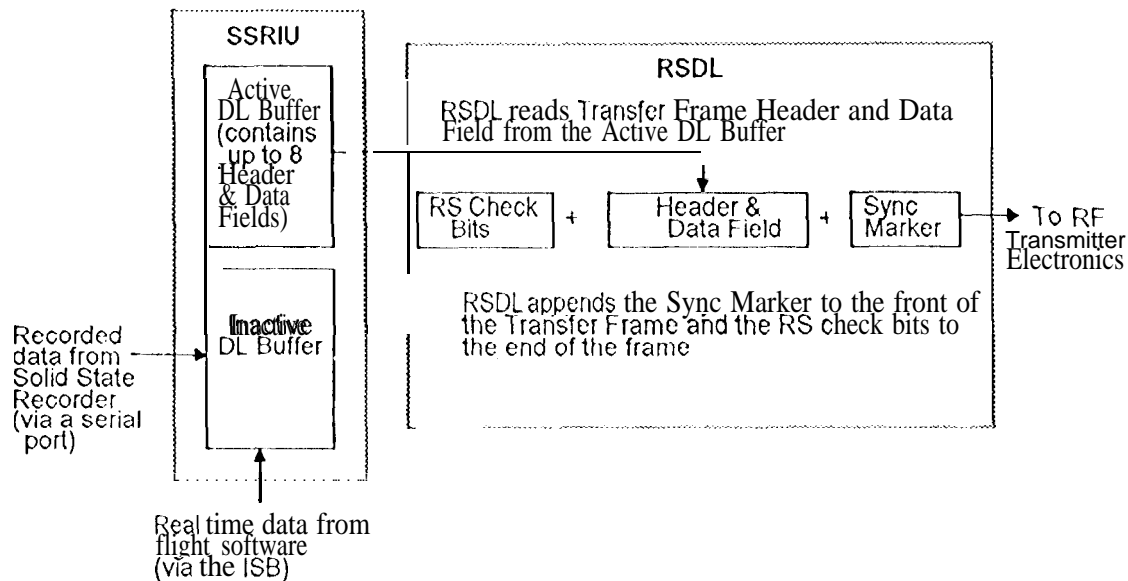 SSRIU
Active
DL Buffer
(contains
up to 8
Header
& Data
Fields)
Inactive
DL Buffer
Recorded
data from
Solid State
Recorder
(via a serial
port)
Real time data from
flight software
(via the ISB)
RSDL
RSDL reads Transfer Frame Header and Data
Field from the Active DL Buffer
RS Check
Bits
+
Header &
Data Field
+
Sync
Marker
To RF
Transmitter
Electronics
RSDL appends the Sync Marker to the front of
the Transfer Frame and the RS check bits to
the end of the frame